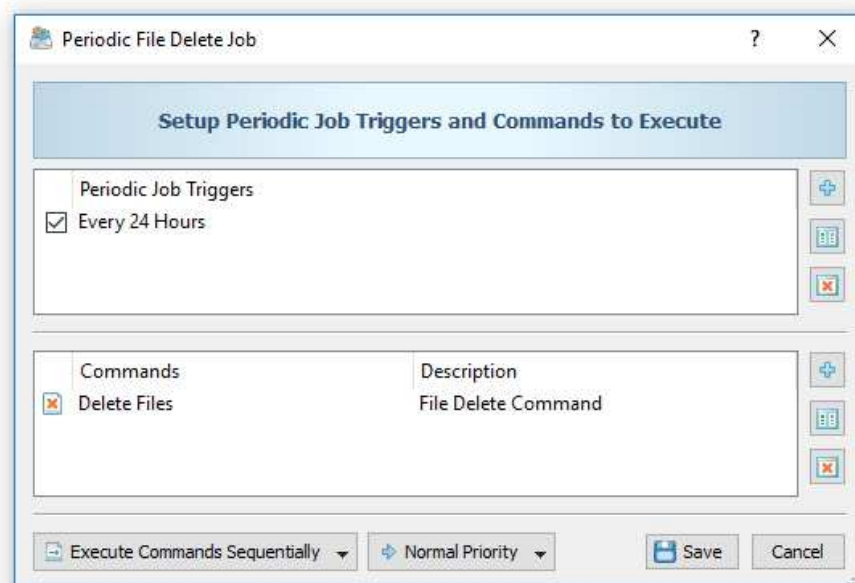 Periodic File Delete Job
?
Setup Periodic Job Triggers and Commands to Execute
Periodic Job Triggers
Every 24 Hours
Commands Description
Delete Files File Delete Command
Execute Commands Sequentially Normal Priority Save Cancel